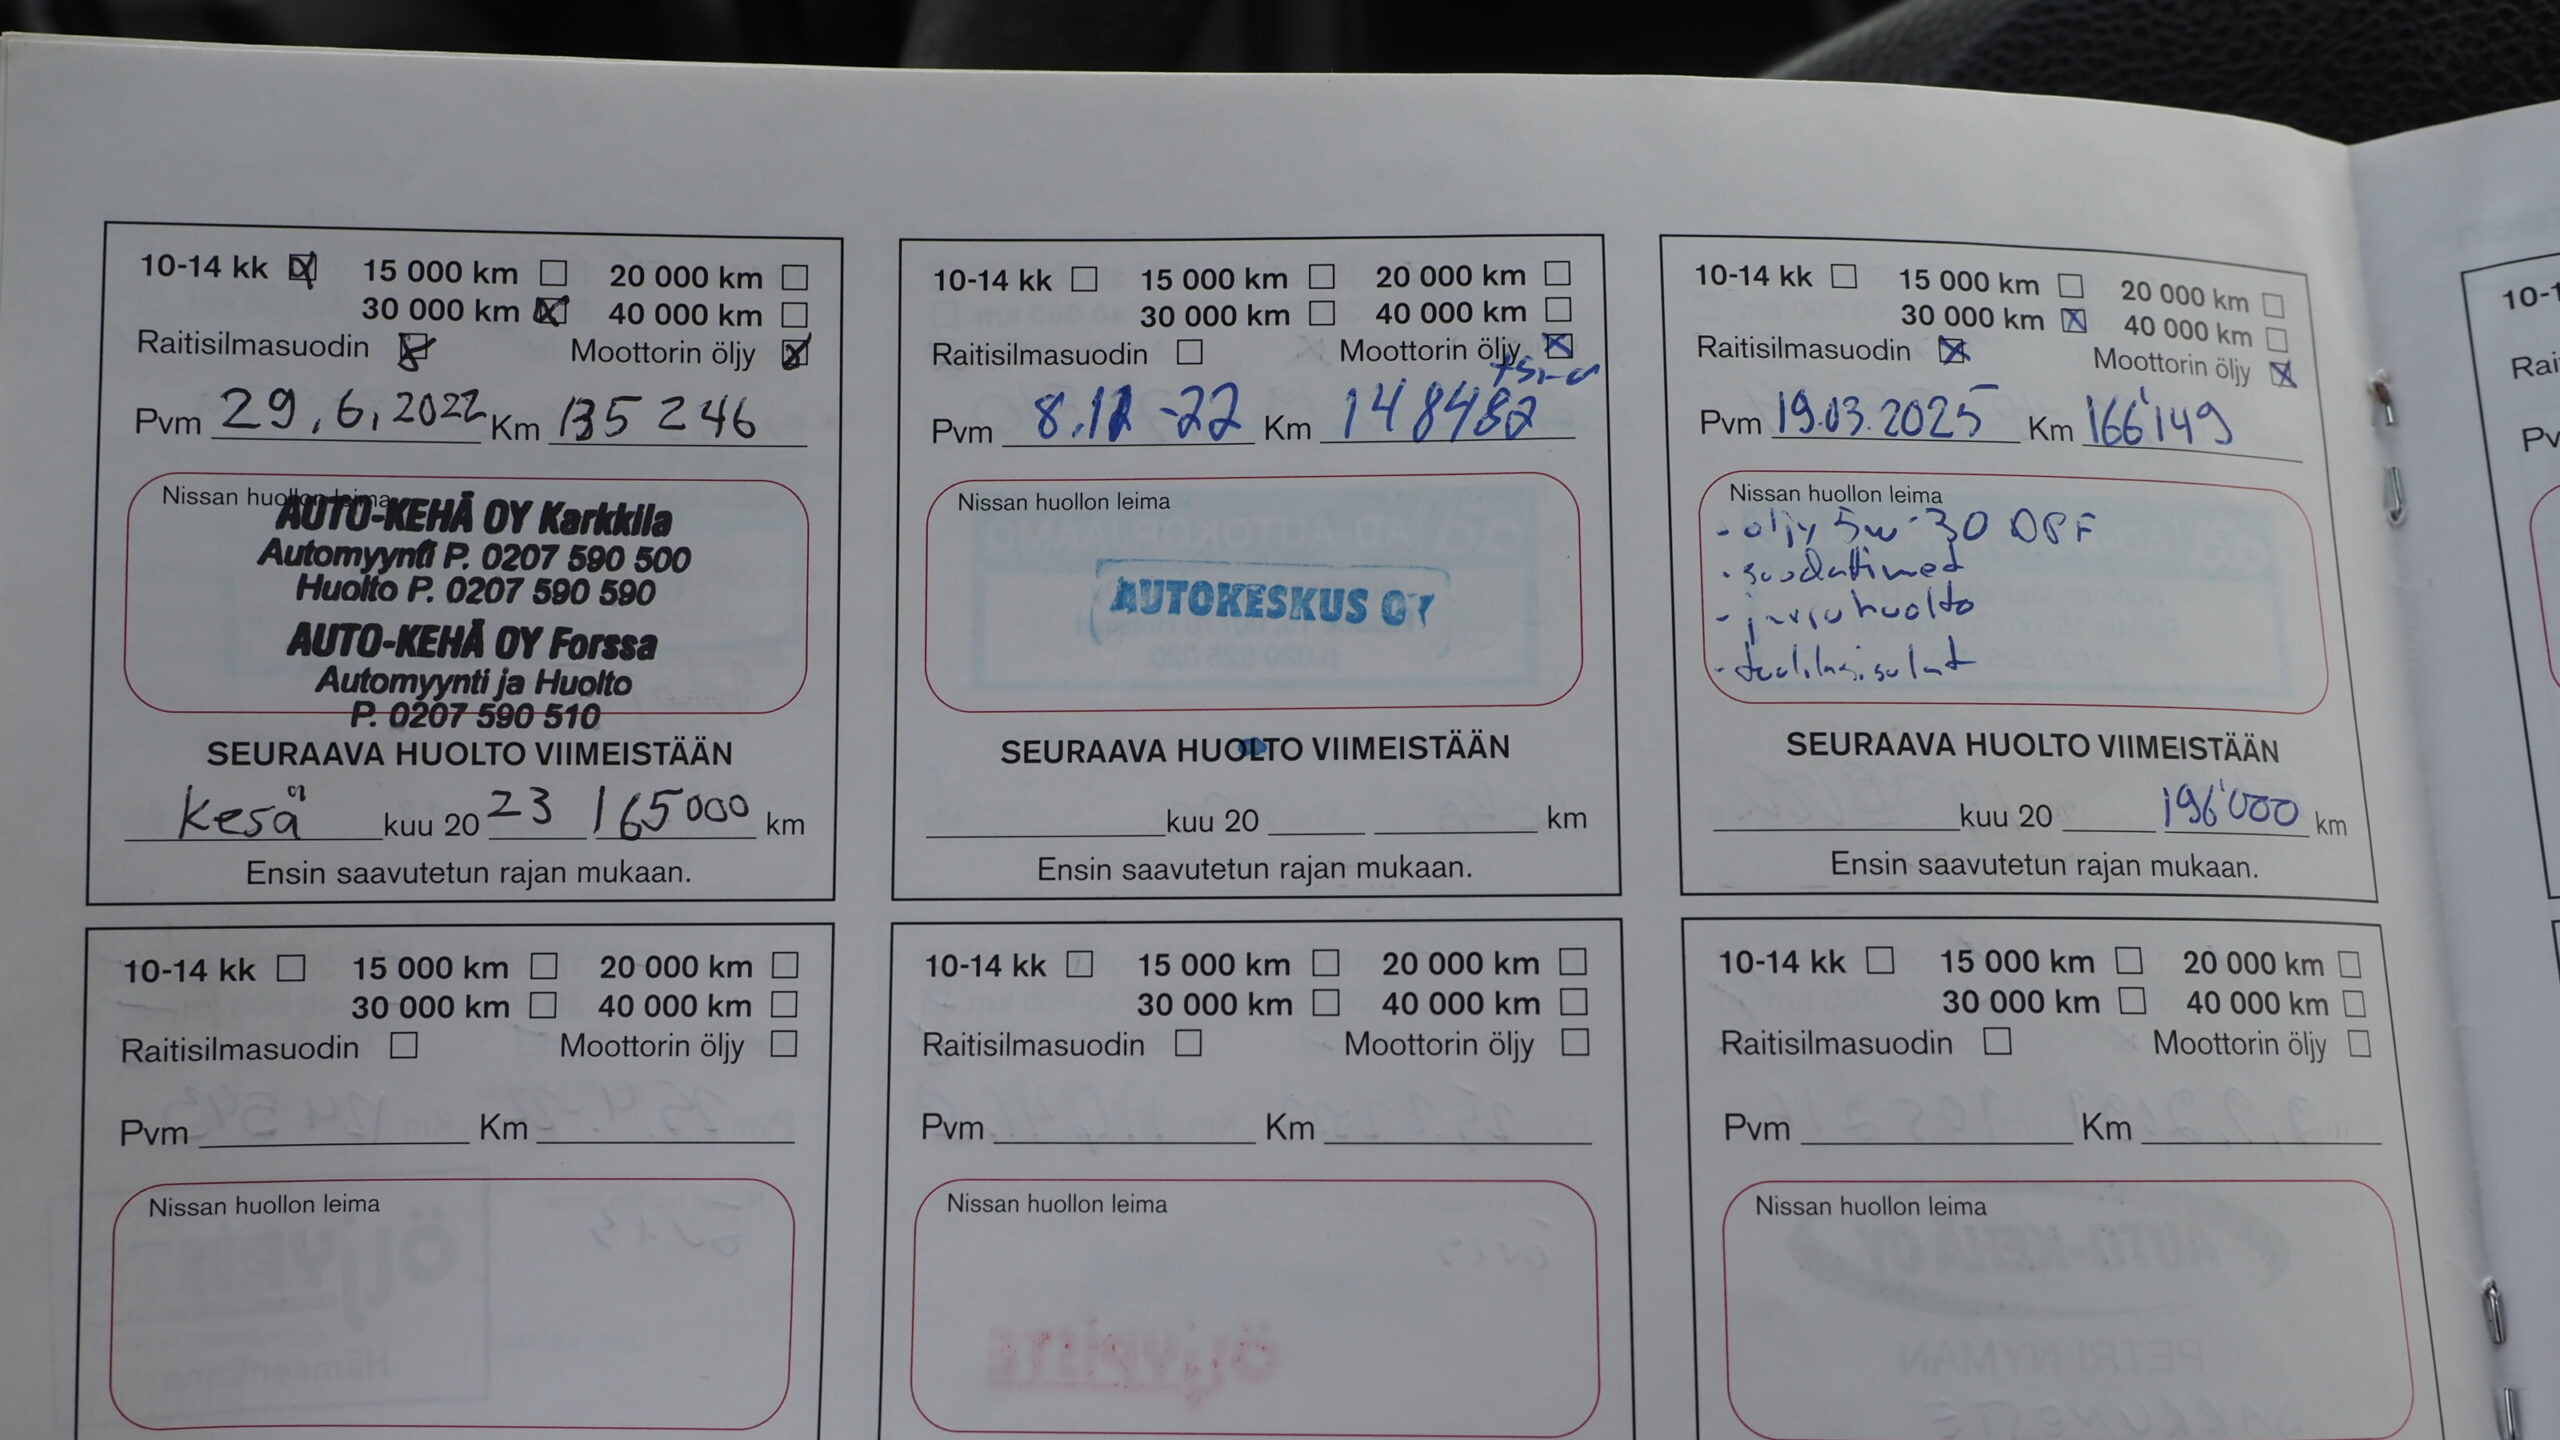 10-14 kk 15 000 km 20 000 km
30 000 km 40 000 km
Raitisilmasuodin Moottorin öljy
Pvm 29.6.2022 Km 135 246
Nissan huollon leima
AUTO-KEHÄ OY Karkkila
Automyynti P. 0207 590 500
Huolto P. 0207 590 590
AUTO-KEHÄ OY Forssa
Automyynti ja Huolto
P. 0207 590 510
SEURAAVA HUOLTO VIIMEISTÄÄN
Kesä kuu 20 23 165000 km
Ensin saavutetun rajan mukaan.
10-14 kk 15 000 km 20 000 km
30 000 km 40 000 km
Raitisilmasuodin Moottorin öljy
Pvm 8.12-22 Km 148482
Nissan huollon leima
AUTOKESKUS OY
SEURAAVA HUOLTO VIIMEISTÄÄN
kuu 20 km
Ensin saavutetun rajan mukaan.
10-14 kk 15 000 km 20 000 km
30 000 km 40 000 km
Raitisilmasuodin Moottorin öljy
Pvm 19.03.2025 Km 166'149
Nissan huollon leima
- öljy 5w-30 DPF
- suodattimet
- jarruhuolto
SEURAAVA HUOLTO VIIMEISTÄÄN
kuu 20 196'000 km
Ensin saavutetun rajan mukaan.
10-14 kk 15 000 km 20 000 km
30 000 km 40 000 km
Raitisilmasuodin Moottorin öljy
Pvm Km
Nissan huollon leima
10-14 kk 15 000 km 20 000 km
30 000 km 40 000 km
Raitisilmasuodin Moottorin öljy
Pvm Km
Nissan huollon leima
10-14 kk 15 000 km 20 000 km
30 000 km 40 000 km
Raitisilmasuodin Moottorin öljy
Pvm Km
Nissan huollon leima